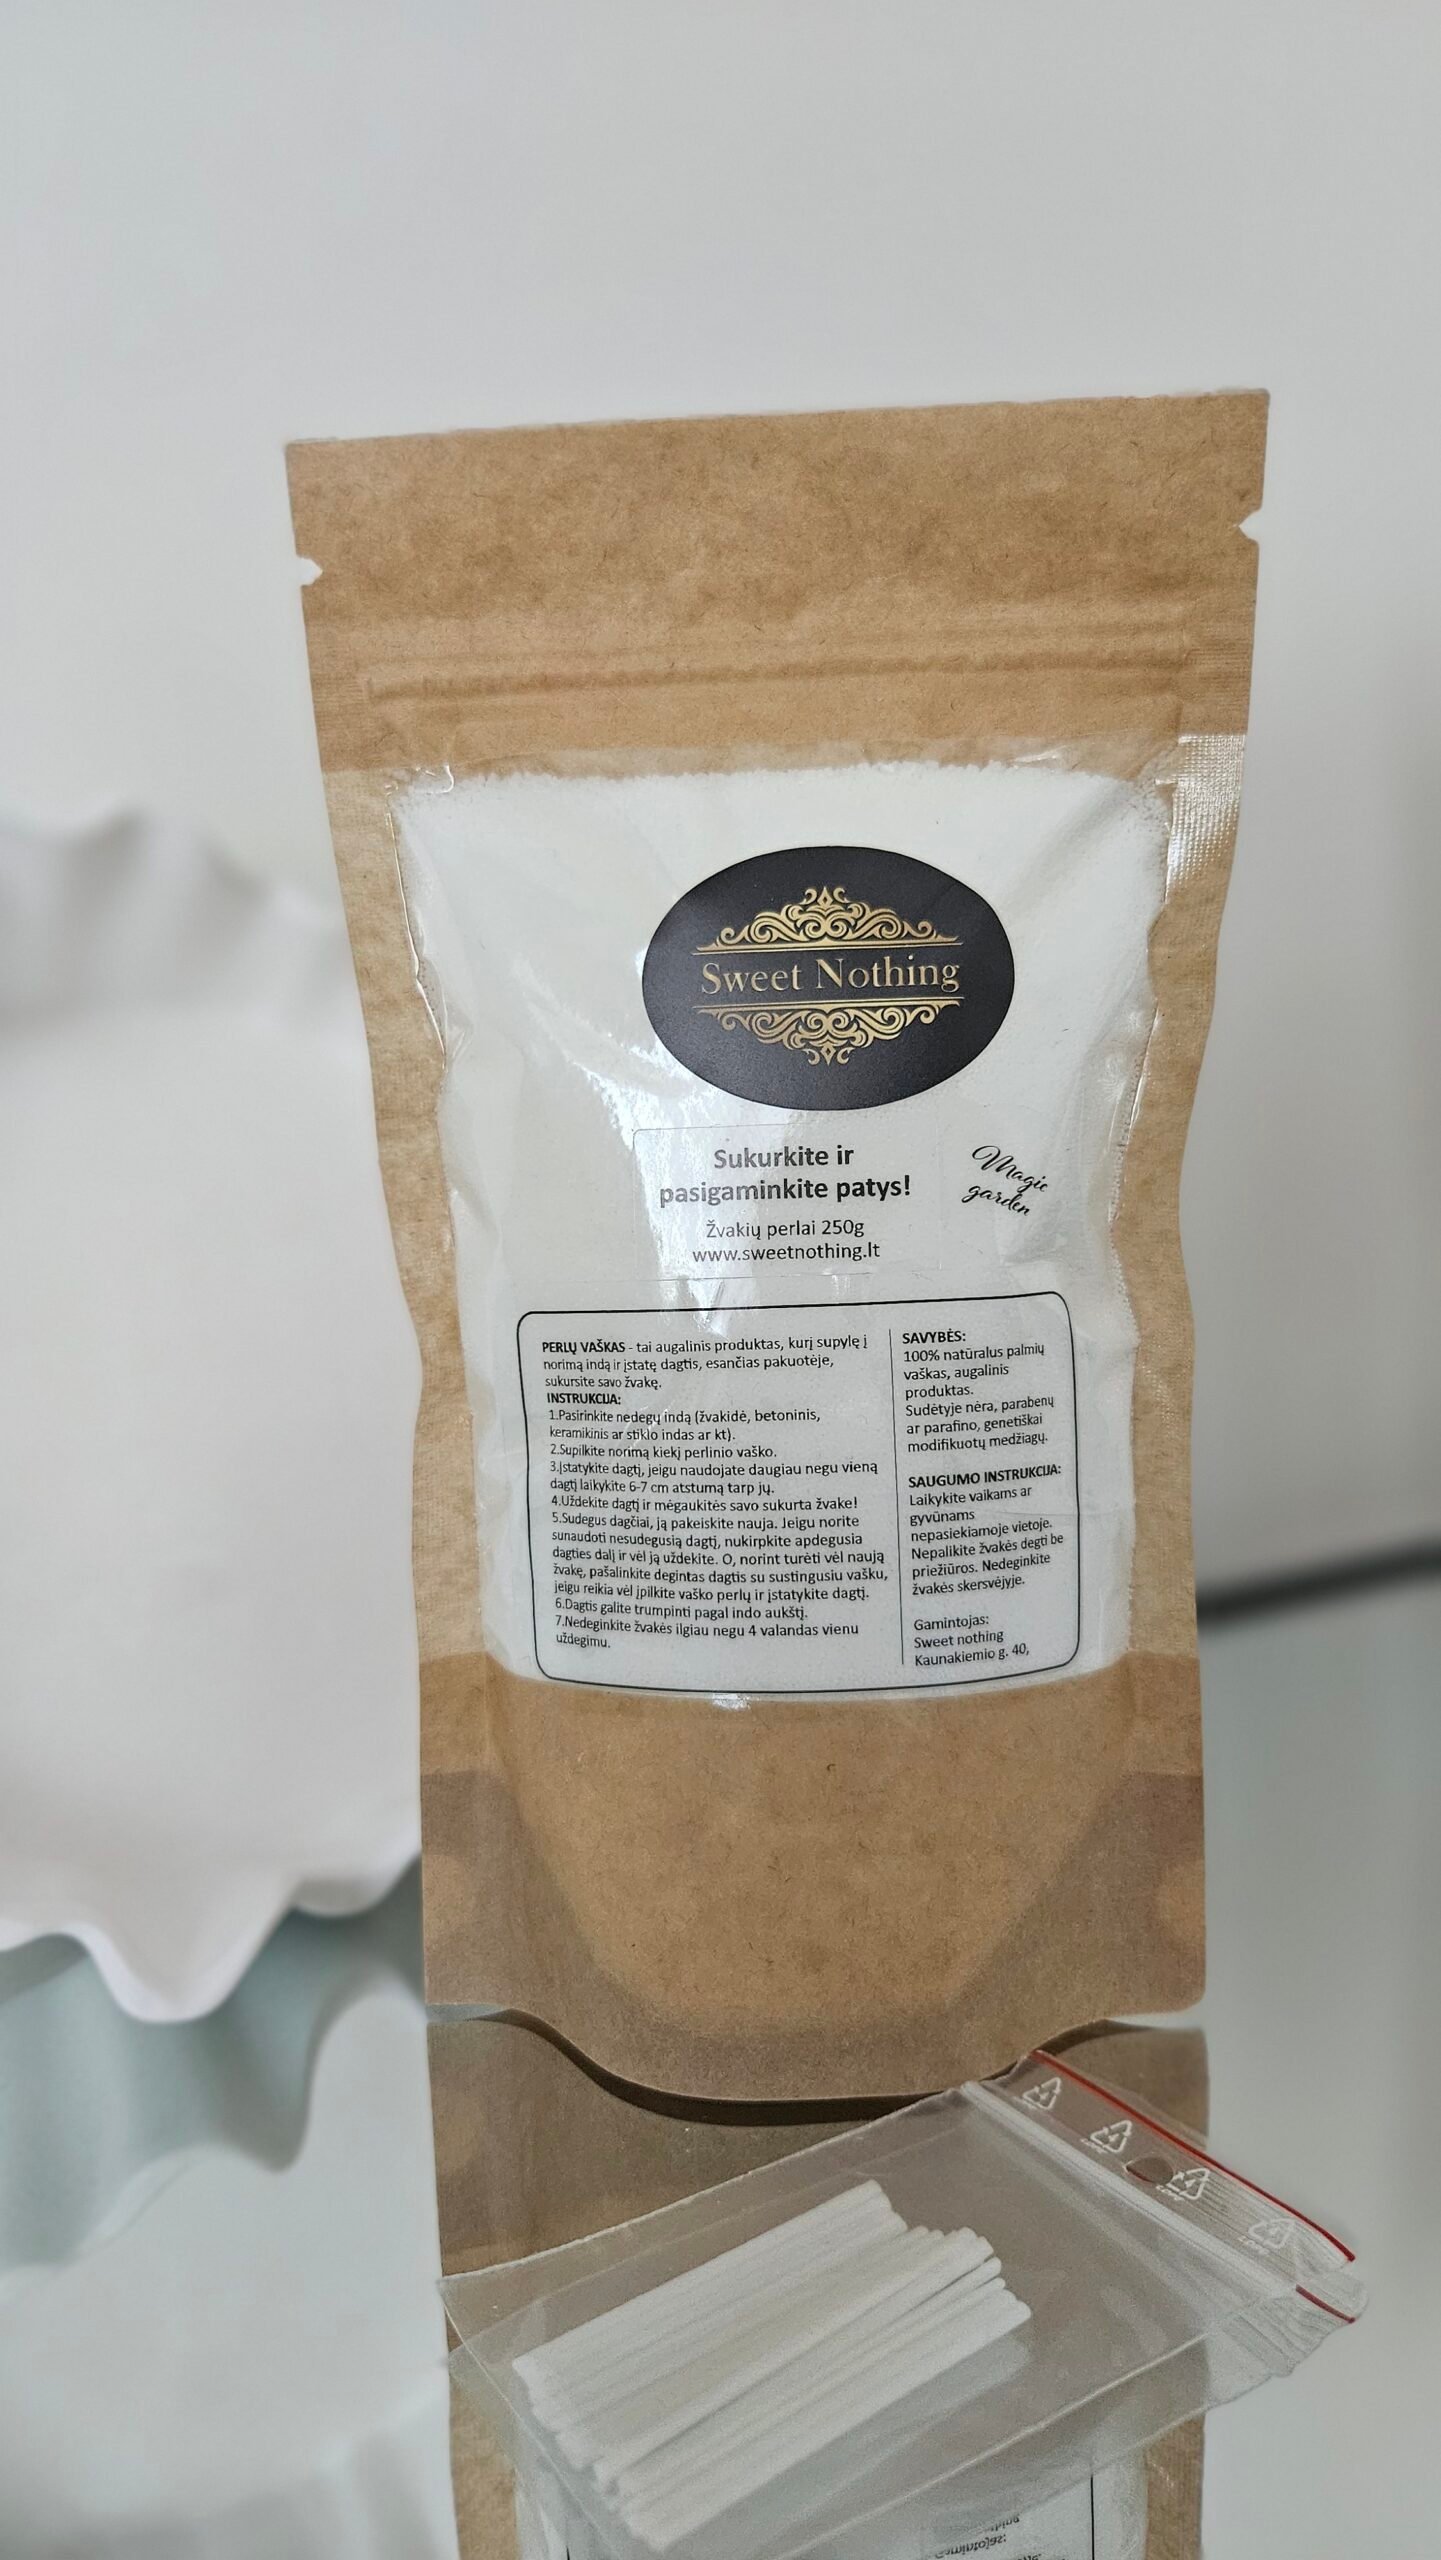 Sweet Nothing
Sukurkite ir
pasigaminkite patys!
Žvakių perlai 250g
www.sweetnothing.lt
Magic
garden
PERLŲ VAŠKAS - tai augalinis produktas, kurį supylę į
norimą indą ir įstatę dagtis, esančias pakuotėje,
sukursite savo žvakę.
INSTRUKCIJA:
1.Pasirinkite nedegų indą (žvakidė, betoninis,
keramikinis ar stiklo indas ar kt).
2.Supilkite norimą kiekį perlinio vaško.
3.Įstatykite dagtį, jeigu naudojate daugiau negu vieną
dagtį laikykite 6-7 cm atstumą tarp jų.
4.Uždekite dagtį ir mėgaukitės savo sukurta žvake!
5.Sudegus dagčiai, ją pakeiskite nauja. Jeigu norite
sunaudoti nesudegusią dagtį, nukirpkite apdegusia
dagties dalį ir vėl ją uždekite. O, norint turėti vėl naują
žvakę, pašalinkite degintas dagtis su sustingusiu vašku,
jeigu reikia vėl įpilkite vaško perlų ir įstatykite dagtį.
6.Dagtis galite trumpinti pagal indo aukštį.
7.Nedeginkite žvakės ilgiau negu 4 valandas vienu
uždegimu.
SAVYBĖS:
100% natūralus palmių
vaškas, augalinis
produktas.
Sudėtyje nėra, parabenų
ar parafino, genetiškai
modifikuotų medžiagų.
SAUGUMO INSTRUKCIJA:
Laikykite vaikams ar
gyvūnams
nepasiekiamoje vietoje.
Nepalikite žvakės degti be
priežiūros. Nedeginkite
žvakės skersvėjyje.
Gamintojas:
Sweet nothing
Kaunakiemio g. 40,